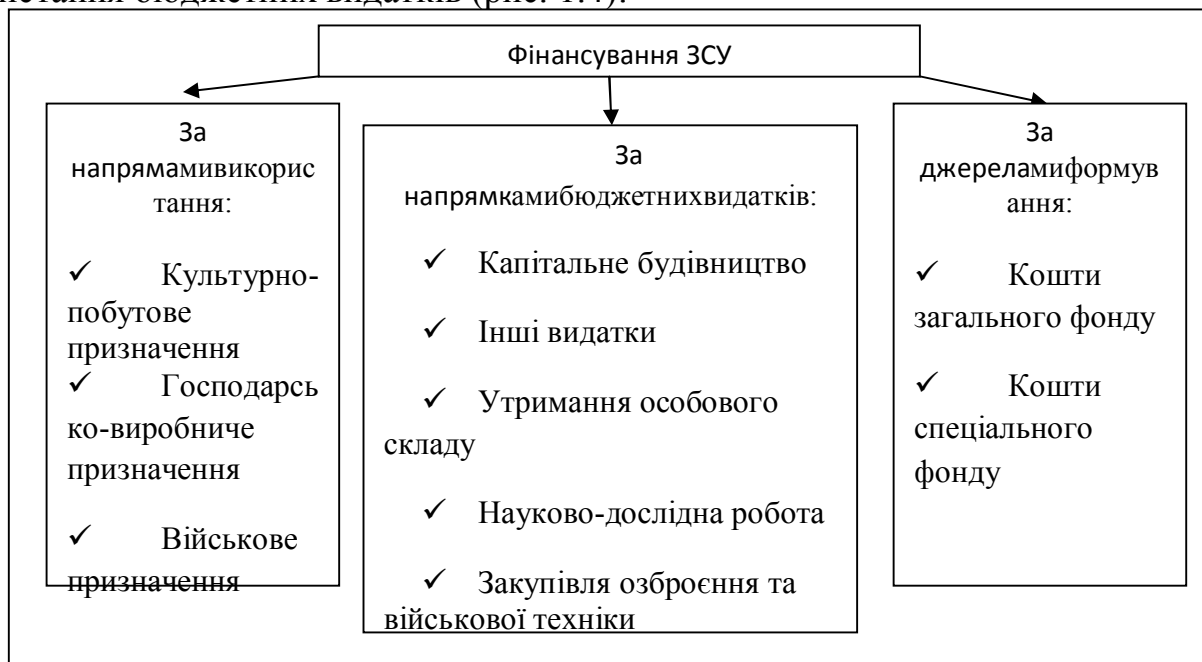 Фінансування ЗСУ
За
напрямамивикорис
тання:
✓ Культурно-
побутове
призначення
✓ Господарсь
ко-виробниче
призначення
✓ Військове
призначення
За
напрямкамибюджетнихвидатків:
✓ Капітальне будівництво
✓ Інші видатки
✓ Утримання особового
складу
✓ Науково-дослідна робота
✓ Закупівля озброєння та
військової техніки
За
джереламиформув
ання:
✓ Кошти
загального фонду
✓ Кошти
спеціального
фонду